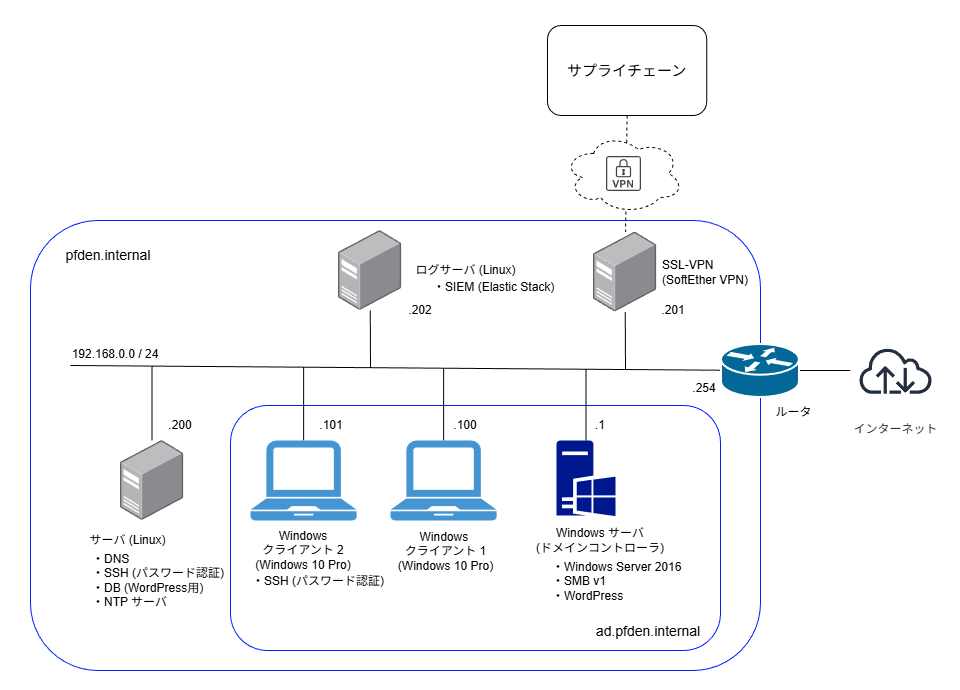 サプライチェーン
VPN
pfden.internal
ログサーバ (Linux)
・SIEM (Elastic Stack)
.202
SSL-VPN
(SoftEther VPN)
.201
192.168.0.0 / 24
.254
ルータ
インターネット
.200
.101
.100
.1
サーバ (Linux)
・DNS
・SSH (パスワード認証)
・DB (WordPress用)
・NTP サーバ
Windows
クライアント 2
(Windows 10 Pro)
・SSH (パスワード認証)
Windows
クライアント 1
(Windows 10 Pro)
Windows サーバ
(ドメインコントローラ)
・Windows Server 2016
・SMB v1
・WordPress
ad.pfden.internal